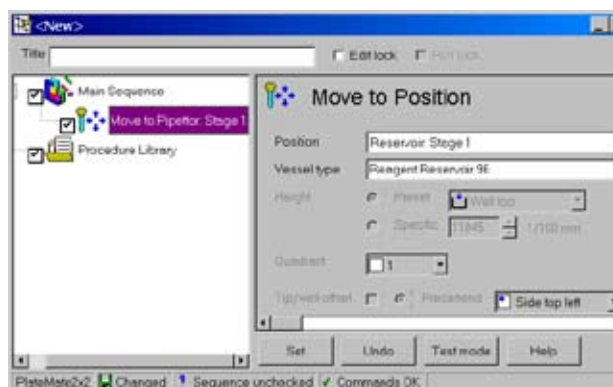 <New>
Title
Edit lock
Main Sequence
Move to Pipettor: Stage 1
Procedure Library
Move to Position
Position Reservoir: Stage 1
Vessel type Reagent Reservoir 96
Height Preset Well top
Specific 11845 1/100 mm
Quadrant 1
Tip/well offset Precedend Side top left
Set Undo Test mode Help
PlateMate2x2 Changed Sequence unchecked Commands OK